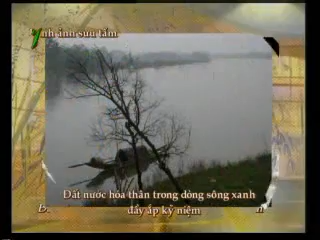 Ảnh sưu tầm
Đất nước hóa thân trong dòng sông xanh
đầy ắp kỷ niệm